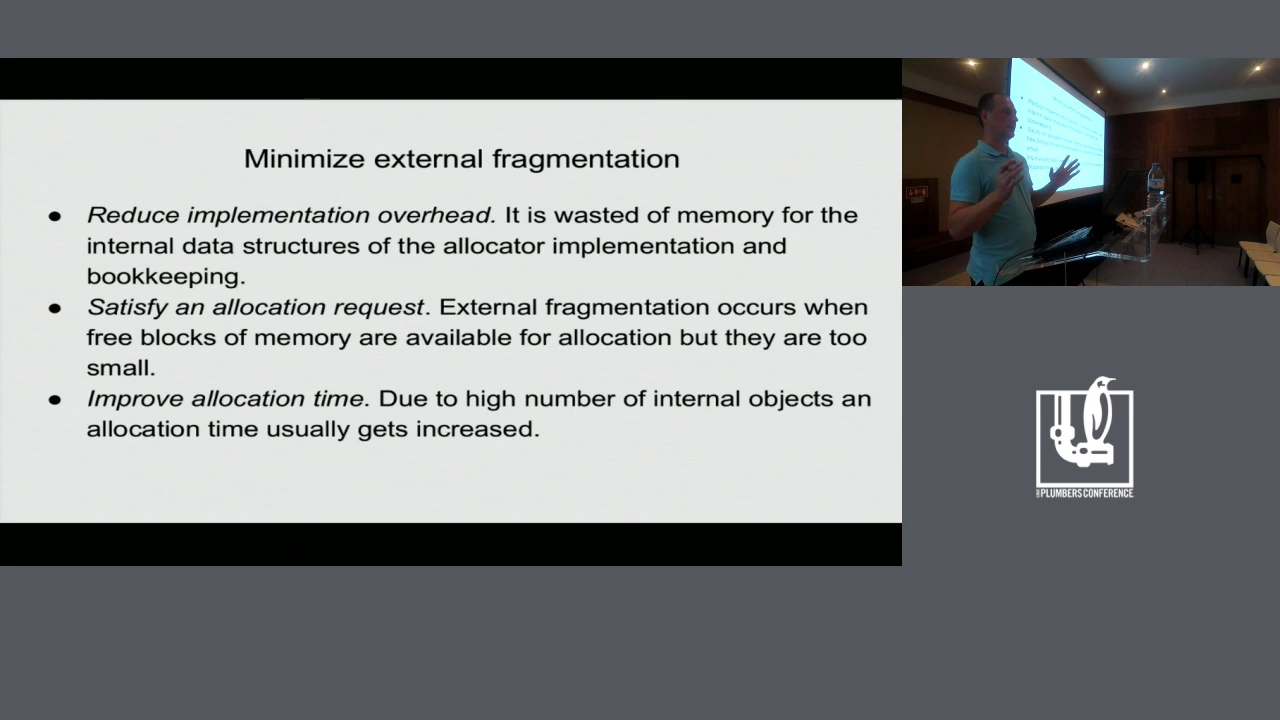 Minimize external fragmentation
● Reduce implementation overhead. It is wasted of memory for the
internal data structures of the allocator implementation and
bookkeeping.
● Satisfy an allocation request. External fragmentation occurs when
free blocks of memory are available for allocation but they are too
small.
● Improve allocation time. Due to high number of internal objects an
allocation time usually gets increased.
PLUMBERS CONFERENCE